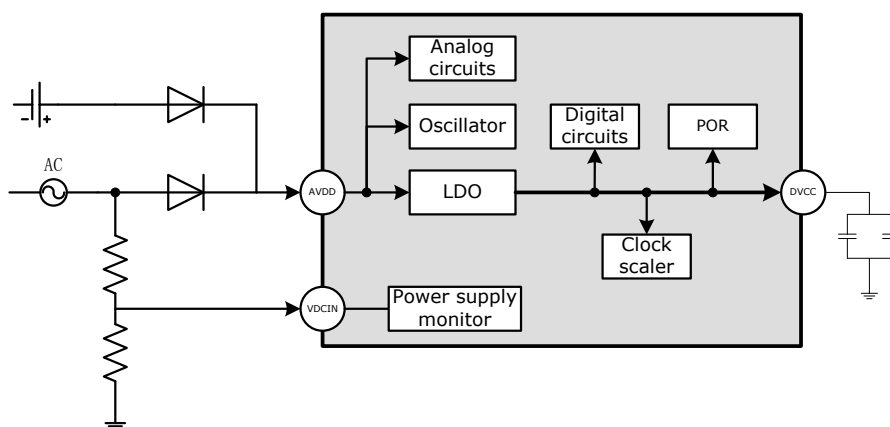 Analog
circuits
Oscillator
Digital
circuits
POR
AC
- +
AVDD
LDO
DVCC
Clock
scaler
VDCIN
Power supply
monitor